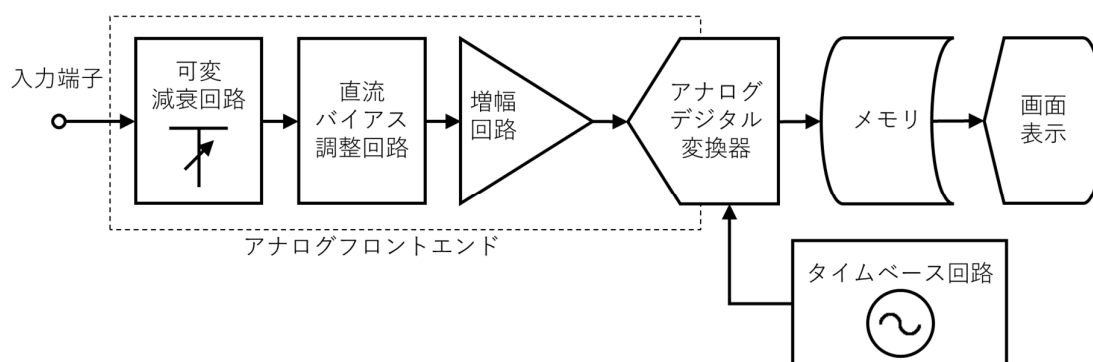 入力端子
可変
減衰回路
直流
バイアス
調整回路
増幅
回路
アナログ
デジタル
変換器
メモリ
画面
表示
アナログフロントエンド
タイムベース回路